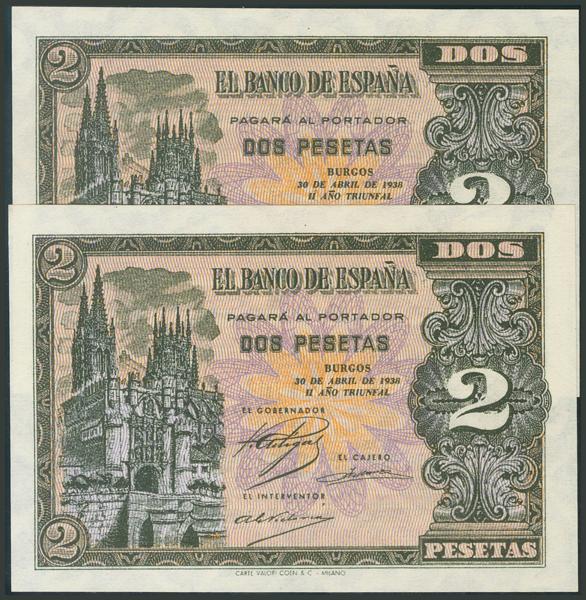 2 DOS
EL BANCO DE ESPAÑA
PAGARÁ AL PORTADOR
DOS PESETAS
BURGOS
30 DE ABRIL DE 1938
II AÑO TRIUNFAL
2
2 DOS
EL BANCO DE ESPAÑA
PAGARÁ AL PORTADOR
DOS PESETAS
BURGOS
30 DE ABRIL DE 1938
II AÑO TRIUNFAL
2
EL GOBERNADOR
EL CAJERO
EL INTERVENTOR
2 PESETAS
CARTE VALORI COEN & C. - MILANO